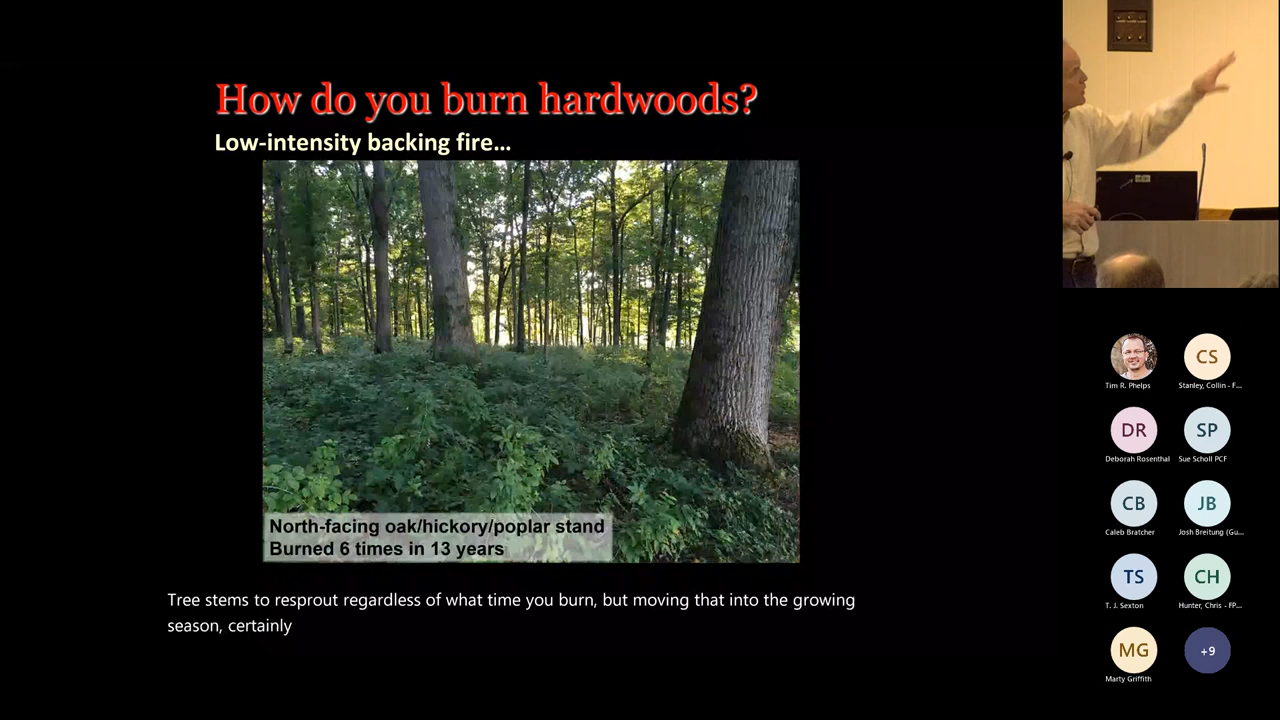 How do you burn hardwoods?
Low-intensity backing fire...
North-facing oak/hickory/poplar stand
Burned 6 times in 13 years
Tree stems to resprout regardless of what time you burn, but moving that into the growing
season, certainly
CS
Tim R. Phelps
Stanley, Collin - F...
DR
SP
Deborah Rosenthal
Sue Scholl PCF
CB
JB
Caleb Bratcher
Josh Breitung (Gu...
TS
CH
T. J. Sexton
Hunter, Chris - FP...
MG
+9
Marty Griffith